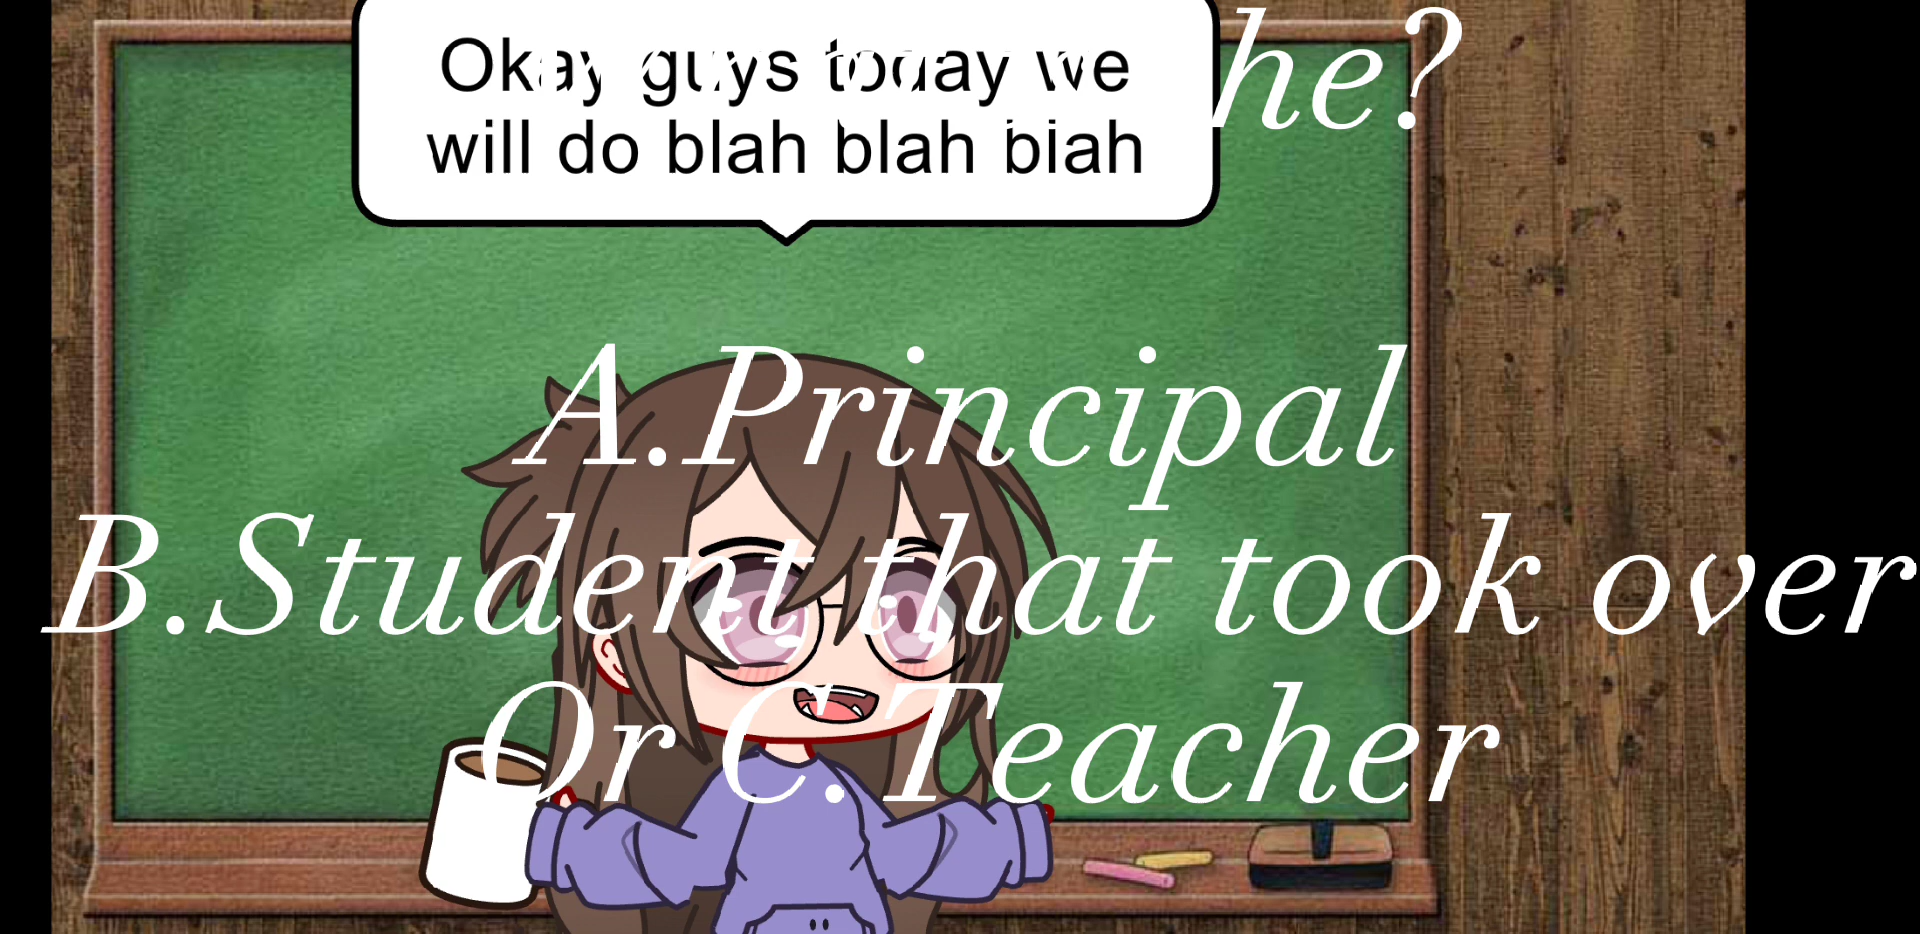 Okay guys today we
will do blah blah blah
he?
A.Principal
B.Student that took over
Or C.Teacher